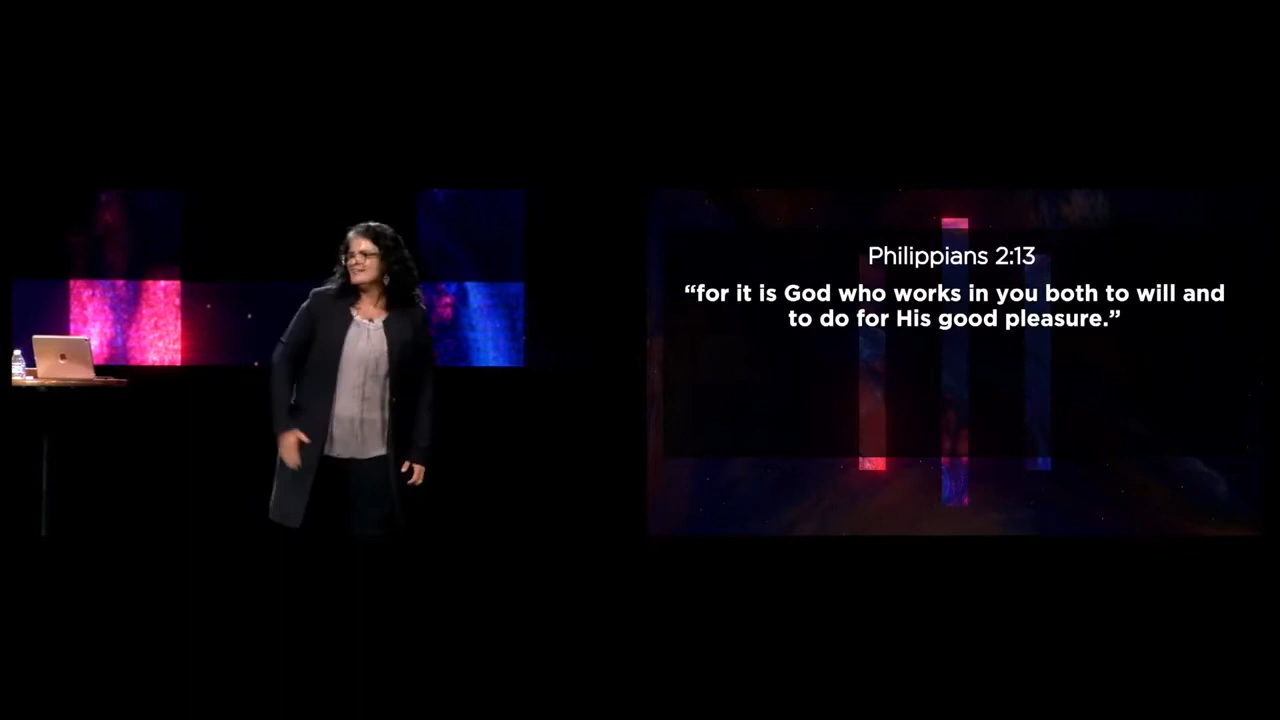 Philippians 2:13
“for it is God who works in you both to will and
to do for His good pleasure.”